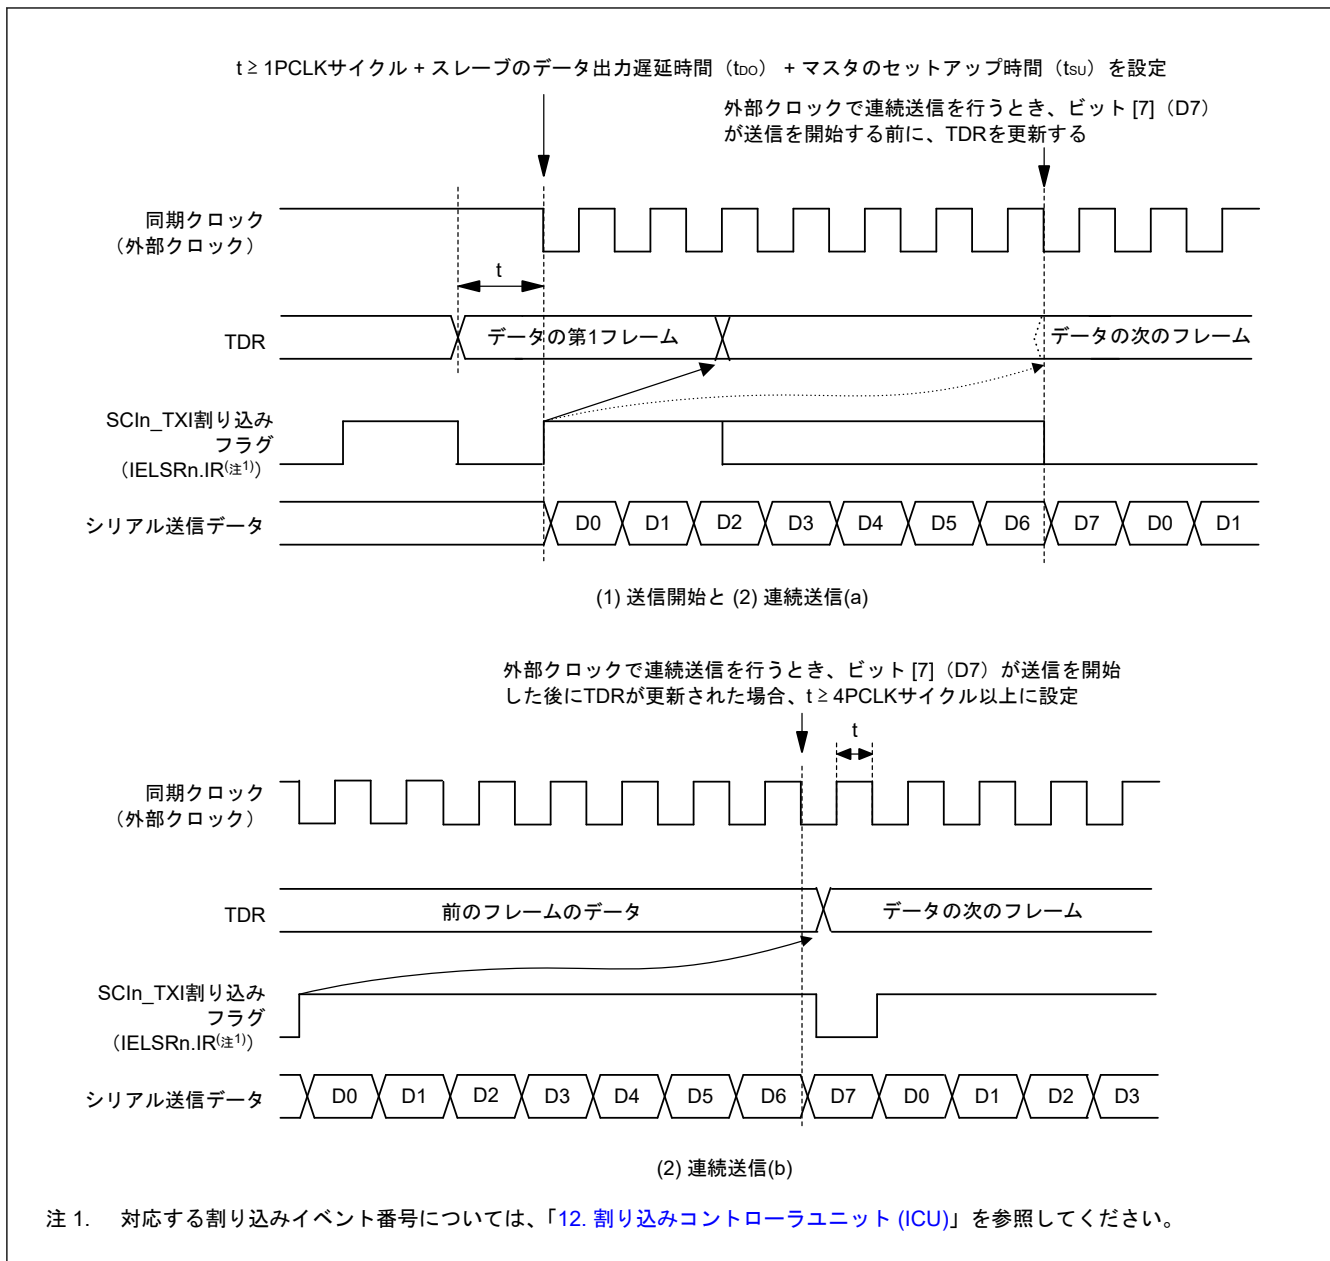 t ≥ 1PCLKサイクル + スレーブのデータ出力遅延時間（tDO） + マスタのセットアップ時間（tSU）を設定
外部クロックで連続送信を行うとき、ビット [7]（D7）
が送信を開始する前に、TDRを更新する
同期クロック
（外部クロック）
t
TDR
データの第1フレーム
データの次のフレーム
SCIn_TXI割り込み
フラグ
（IELSRn.IR(注1)）
シリアル送信データ
D0 D1 D2 D3 D4 D5 D6 D7 D0 D1
(1) 送信開始と (2) 連続送信(a)
外部クロックで連続送信を行うとき、ビット [7]（D7）が送信を開始
した後にTDRが更新された場合、t ≥ 4PCLKサイクル以上に設定
t
同期クロック
（外部クロック）
TDR
前のフレームのデータ
データの次のフレーム
SCIn_TXI割り込み
フラグ
（IELSRn.IR(注1)）
シリアル送信データ
D0 D1 D2 D3 D4 D5 D6 D7 D0 D1 D2 D3
(2) 連続送信(b)
注 1. 対応する割り込みイベント番号については、「12. 割り込みコントローラユニット (ICU)」を参照してください。